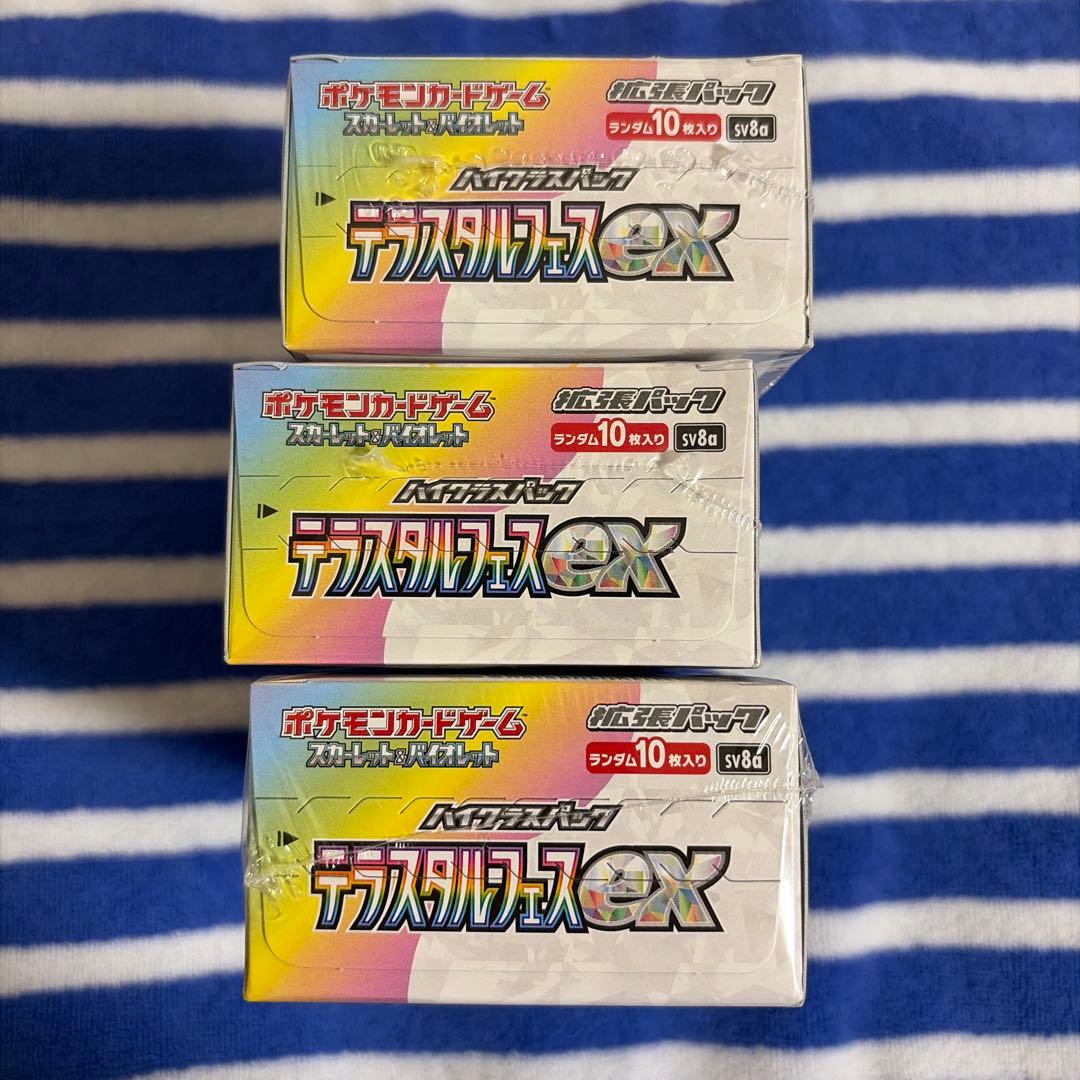 ポケモンカードゲーム 拡張パック
スカーレット&バイオレット ランダム10枚入り sv8a
ハイクラスパック
テラスタルフェスex
ポケモンカードゲーム 拡張パック
スカーレット&バイオレット ランダム10枚入り sv8a
ハイクラスパック
テラスタルフェスex
ポケモンカードゲーム 拡張パック
スカーレット&バイオレット ランダム10枚入り sv8a
ハイクラスパック
テラスタルフェスex